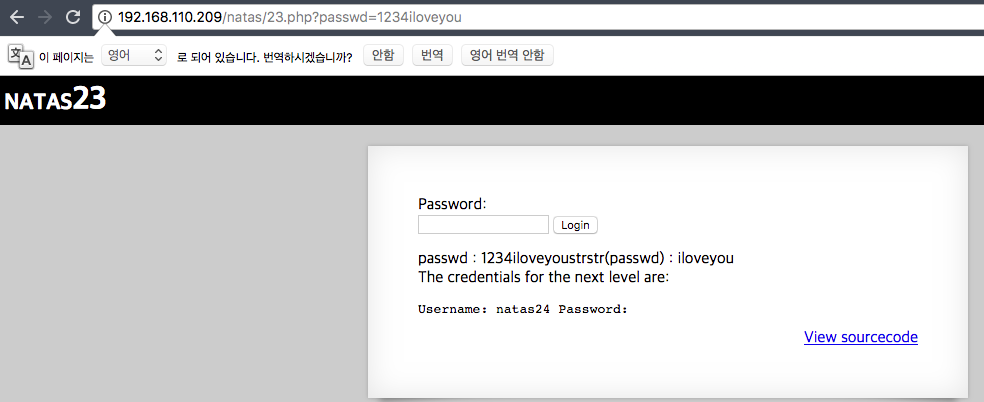 192.168.110.209/natas/23.php?passwd=1234iloveyou
이 페이지는 영어 로 되어 있습니다. 번역하시겠습니까? 안함 번역 영어 번역 안함
NATAS23
Password:
Login
passwd : 1234iloveyoustrstr(passwd) : iloveyou
The credentials for the next level are:
Username: natas24 Password:
View sourcecode